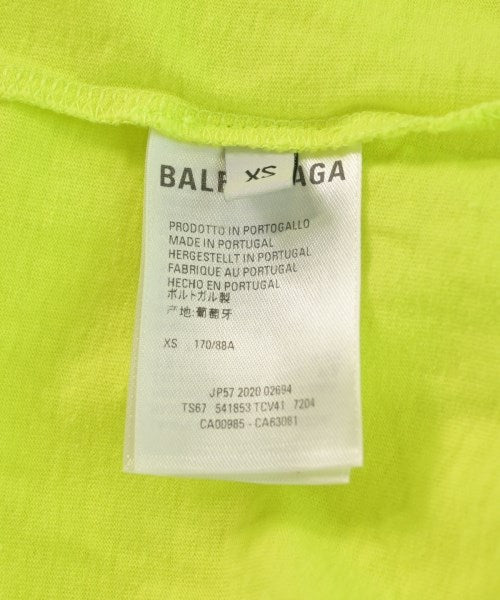 XS
BAL AGA
PRODOTTO IN PORTOGALLO
MADE IN PORTUGAL
HERGESTELLT IN PORTUGAL
FABRIQUE AU PORTUGAL
HECHO EN PORTUGAL
ポルトガル製
产地:葡萄牙
XS 170/88A
JP57 2020 02694
TS67 541853 TCV41 7204
CA00985 - CA63081